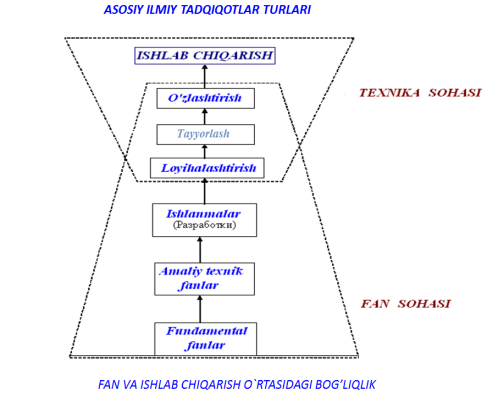 ASOSIY ILMIY TADQIQOTLAR TURLARI
ISHLAB CHIQARISH
O'zlashtirish
TEXNIKA SOHASI
Tayyorlash
Loyihalashtirish
Ishlanmalar
(Разработки)
Amaliy texnik
fanlar
FAN SOHASI
Fundamental
fanlar
FAN VA ISHLAB CHIQARISH O`RTASIDAGI BOG’LIQLIK